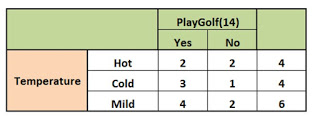 PlayGolf(14)
Yes No
Hot 2 2 4
Temperature Cold 3 1 4
Mild 4 2 6